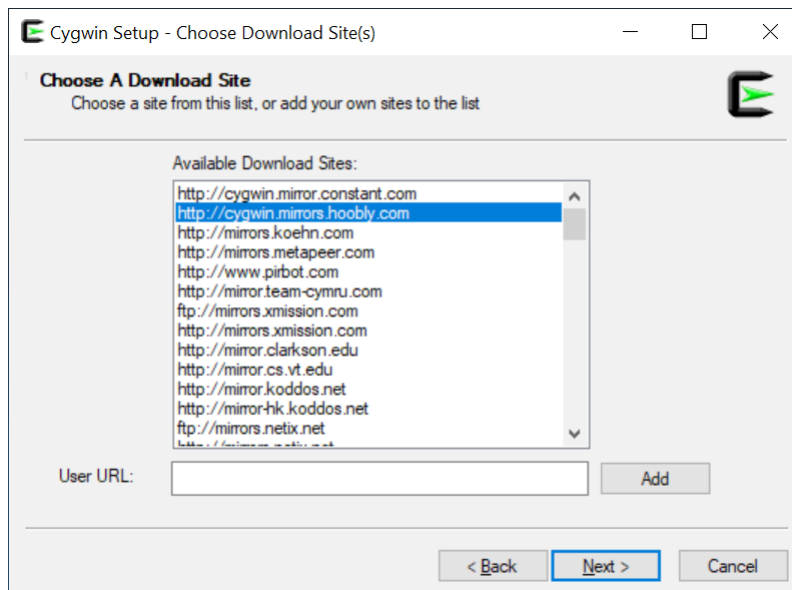 Cygwin Setup - Choose Download Site(s)
Choose A Download Site
Choose a site from this list, or add your own sites to the list
Available Download Sites:
http://cygwin.mirror.constant.com
http://cygwin.mirrors.hoobly.com
http://mirrors.koehn.com
http://mirrors.metapeer.com
http://www.pirbot.com
http://mirror.team-cymru.com
ftp://mirrors.xmission.com
http://mirrors.xmission.com
http://mirror.clarkson.edu
http://mirror.cs.vt.edu
http://mirror.koddos.net
http://mirror-hk.koddos.net
ftp://mirrors.netix.net
http://mirrors.netix.net
User URL:
Add
< Back
Next >
Cancel